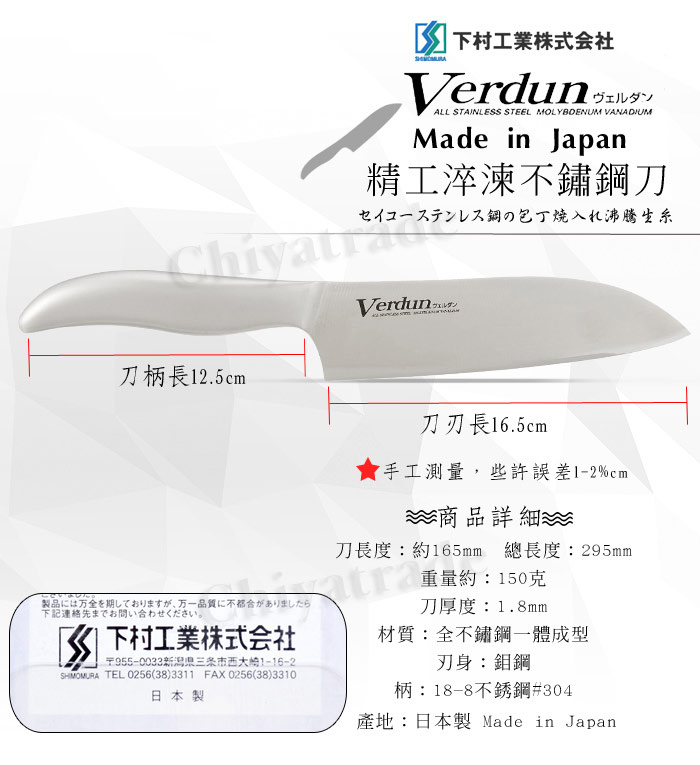 下村工業株式会社
SHIMOMURA
Verdun ヴェルダン
ALL STAINLESS STEEL MOLYBDENUM VANADIUM
Made in Japan
精工淬湅不鏽鋼刀
セイコーステンレス鋼の包丁焼入れ沸騰生糸
Chiyatrade
Verdun ヴェルダン
ALL STAINLESS STEEL MOLYBDENUM VANADIUM
刀柄長12.5cm
刀刃長16.5cm
★手工測量，些許誤差1-2%cm
商品詳細
刀長度：約165mm 總長度：295mm
重量約：150克
Chiyatrade
刀厚度：1.8mm
材質：全不鏽鋼一體成型
刃身：鉬鋼
柄：18-8不銹鋼#304
產地：日本製 Made in Japan
製品には万全を期しておりますが、万一品質に不都合がありましたら
下記連絡先までお問い合わせください。
下村工業株式会社
〒955-0033新潟県三条市西大崎1-16-2
SHIMOMURA TEL 0256(38)3311 FAX 0256(38)3310
日本製